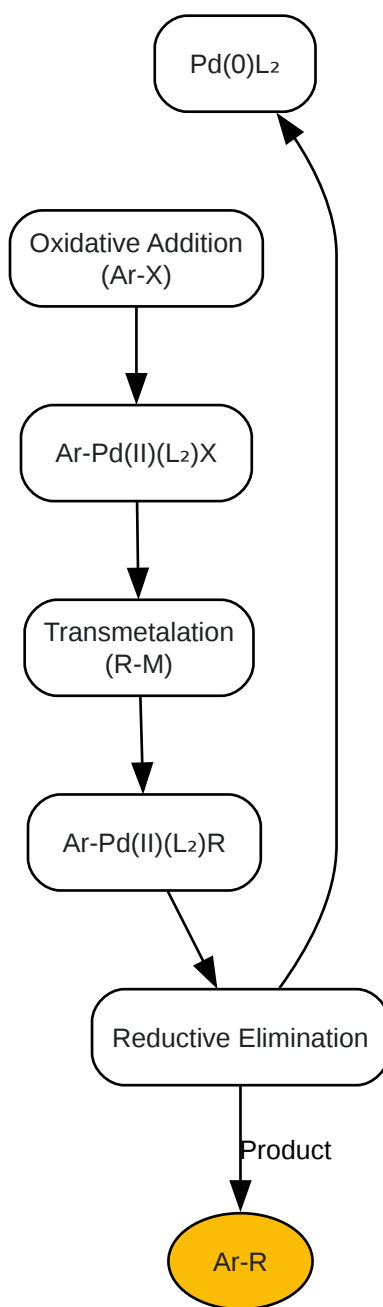 Pd(0)L₂
Oxidative Addition
(Ar-X)
Ar-Pd(II)(L₂)X
Transmetalation
(R-M)
Ar-Pd(II)(L₂)R
Reductive Elimination
Product
Ar-R